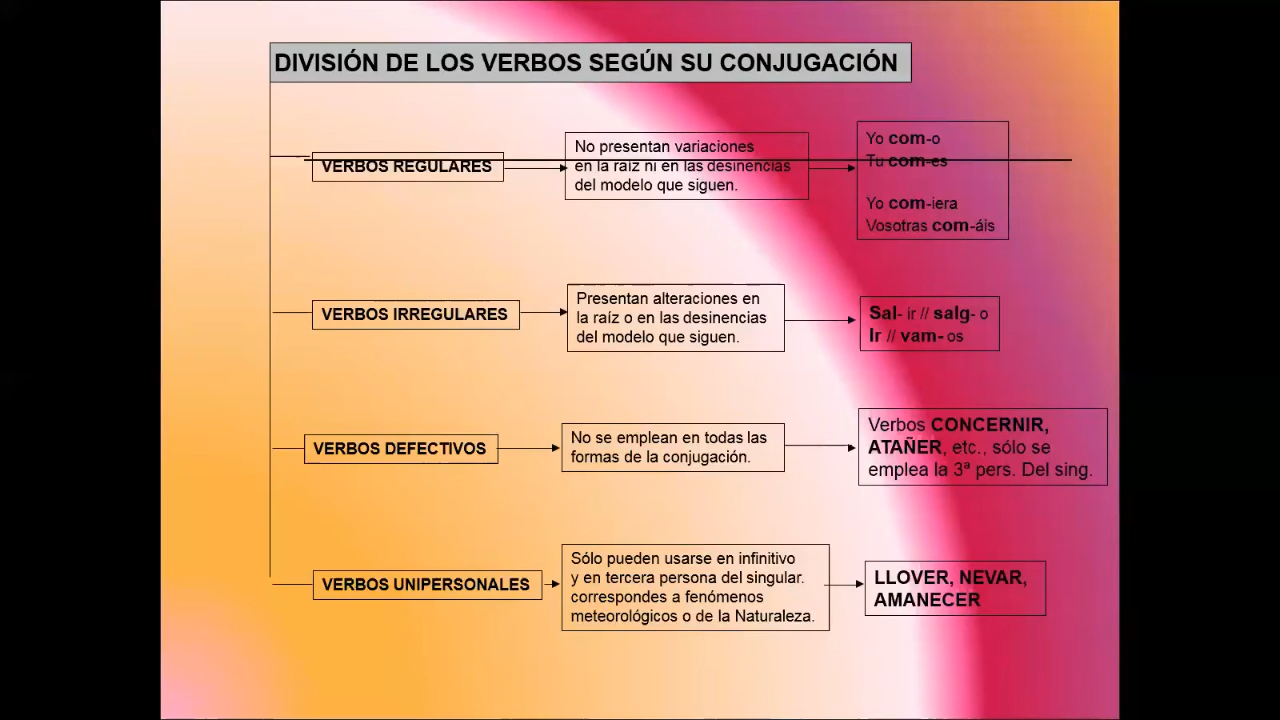 DIVISIÓN DE LOS VERBOS SEGÚN SU CONJUGACIÓN
VERBOS REGULARES
No presentan variaciones
en la raíz ni en las desinencias
del modelo que siguen.
Yo com-o
Tu com-es
Yo com-iera
Vosotras com-áis
VERBOS IRREGULARES
Presentan alteraciones en
la raíz o en las desinencias
del modelo que siguen.
Sal- ir // salg- o
Ir // vam- os
VERBOS DEFECTIVOS
No se emplean en todas las
formas de la conjugación.
Verbos CONCERNIR,
ATAÑER, etc., sólo se
emplea la 3ª pers. Del sing.
VERBOS UNIPERSONALES
Sólo pueden usarse en infinitivo
y en tercera persona del singular.
correspondes a fenómenos
meteorológicos o de la Naturaleza.
LLOVER, NEVAR,
AMANECER